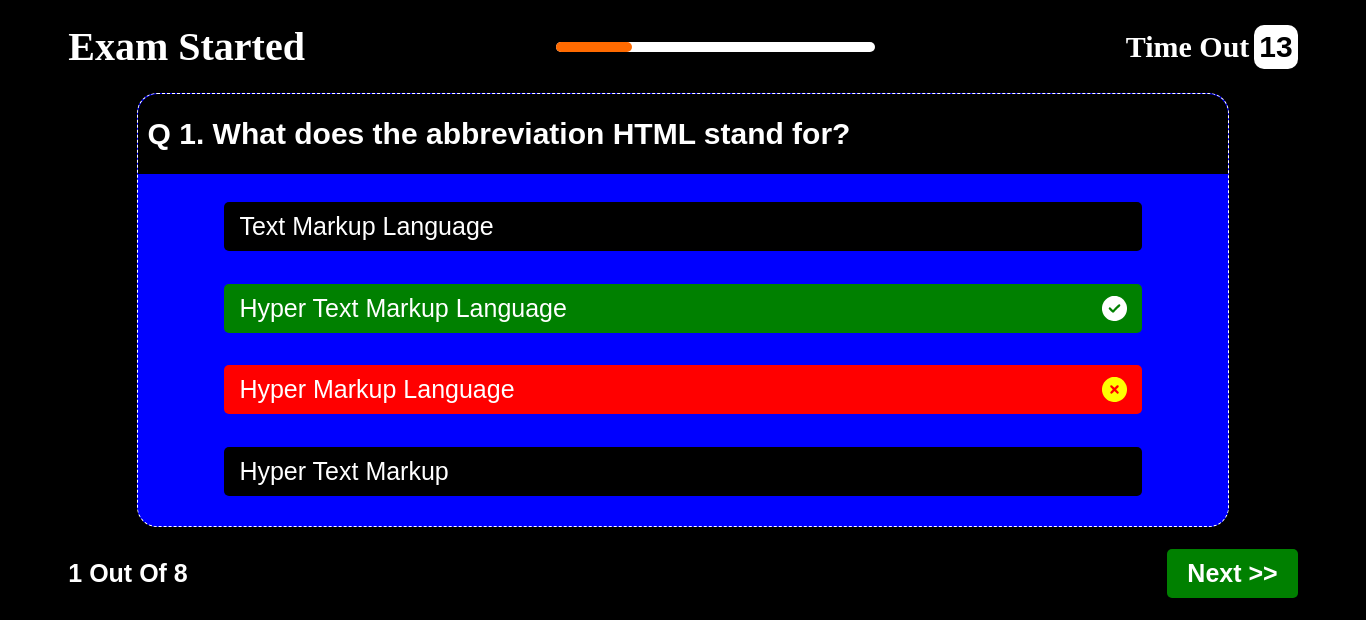 Exam Started
Time Out 13
Q 1. What does the abbreviation HTML stand for?
Text Markup Language
Hyper Text Markup Language
Hyper Markup Language
Hyper Text Markup
1 Out Of 8
Next >>